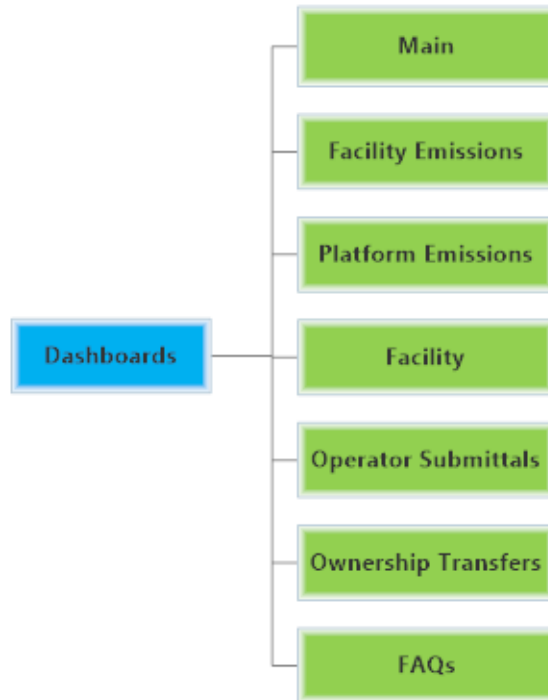 Main
Facility Emissions
Platform Emissions
Dashboards
Facility
Operator Submittals
Ownership Transfers
FAQs